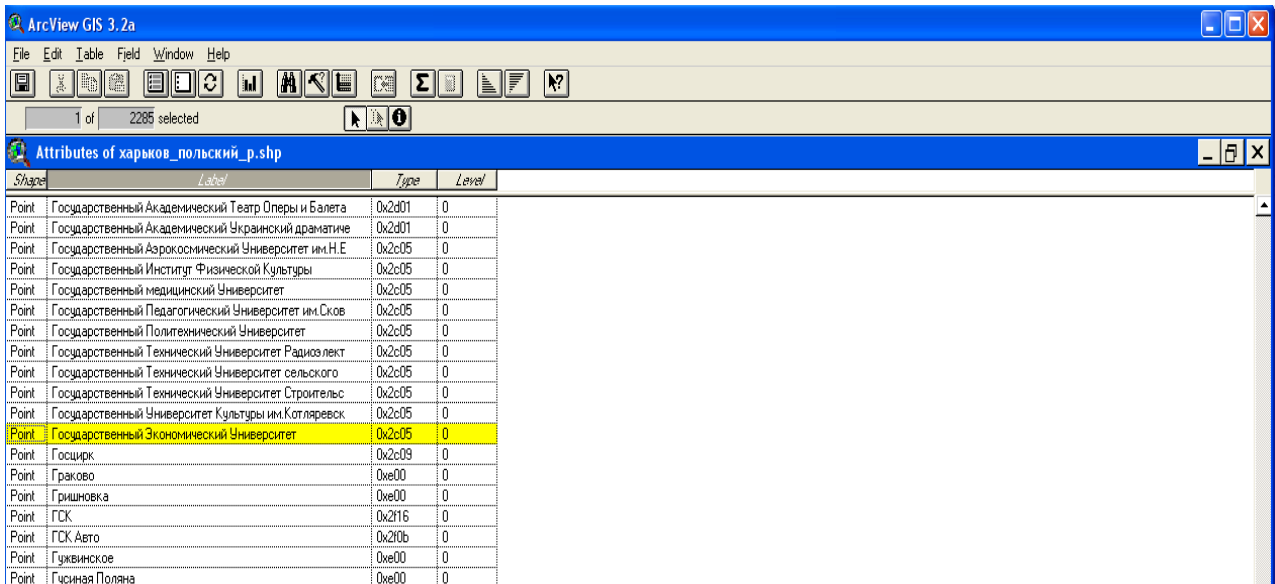 ArcView GIS 3.2a
File Edit Table Field Window Help
1 of 2285 selected
Attributes of харьков_польский_p.shp
Shape Label Type Level
Point Государственный Академический Театр Оперы и Балета 0x2d01 0
Point Государственный Академический Украинский драматиче 0x2d01 0
Point Государственный Аэрокосмический Университет им.Н.Е 0x2c05 0
Point Государственный Институт Физической Культуры 0x2c05 0
Point Государственный медицинский Университет 0x2c05 0
Point Государственный Педагогический Университет им.Сков 0x2c05 0
Point Государственный Политехнический Университет 0x2c05 0
Point Государственный Технический Университет Радиоэлект 0x2c05 0
Point Государственный Технический Университет сельского 0x2c05 0
Point Государственный Технический Университет Строительс 0x2c05 0
Point Государственный Университет Культуры им.Котляревск 0x2c05 0
Point Государственный Экономический Университет 0x2c05 0
Point Госцирк 0x2c09 0
Point Граково 0xe00 0
Point Гришновка 0xe00 0
Point ГСК 0x2f16 0
Point ГСК Авто 0x2f0b 0
Point Гужвинское 0xe00 0
Point Гусиная Поляна 0xe00 0